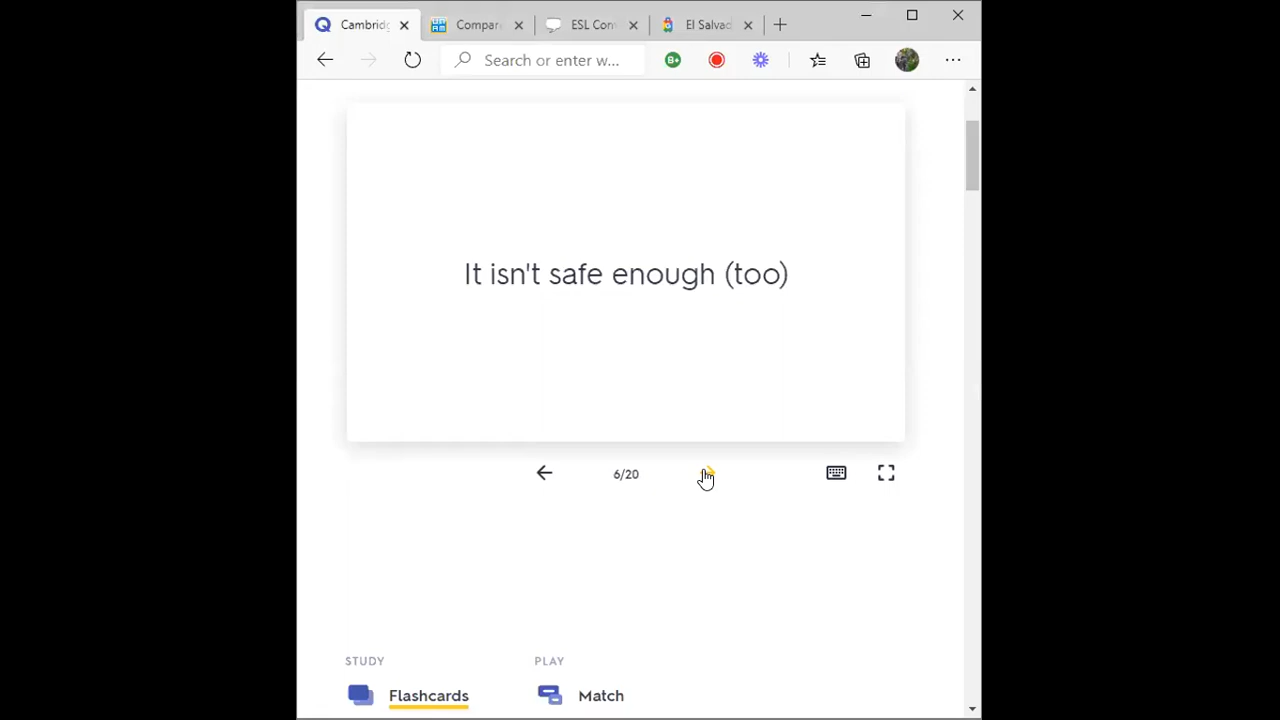 Cambridg
Compar
ESL Con
El Salvad
Search or enter w...
It isn't safe enough (too)
6/20
STUDY
PLAY
Flashcards
Match